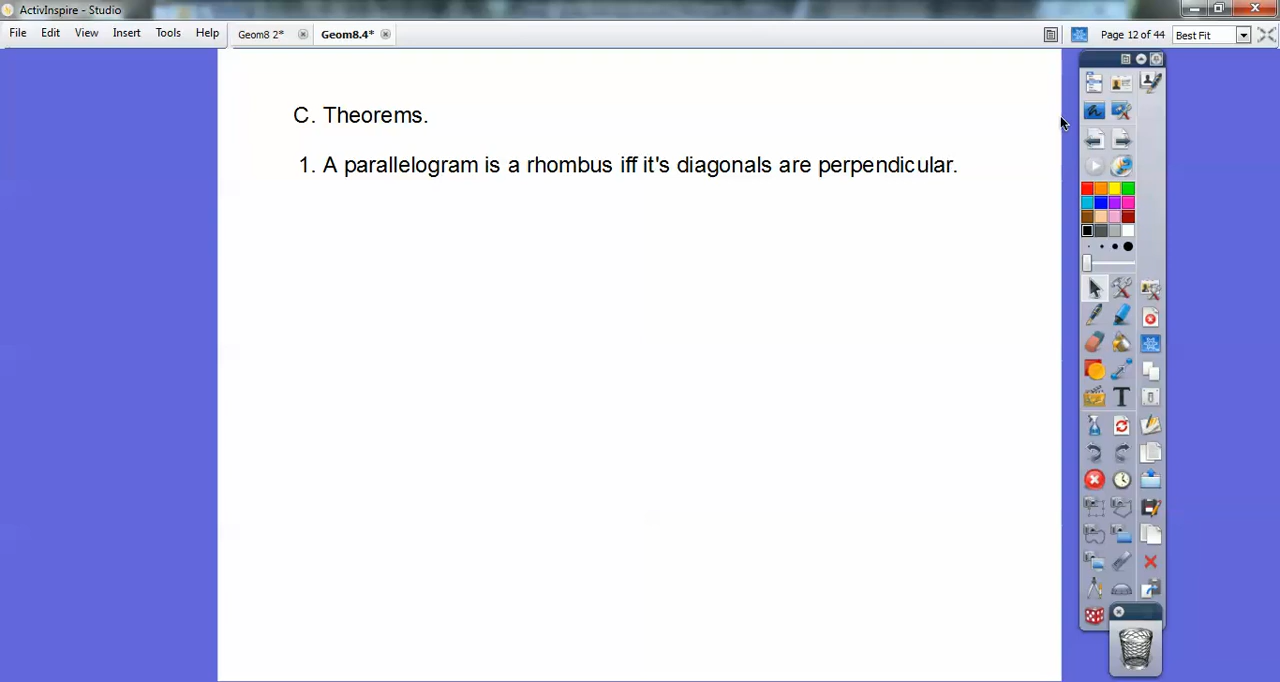 ActivInspire - Studio
File Edit View Insert Tools Help Geom8 2* Geom8.4* Page 12 of 44 Best Fit
C. Theorems.
1. A parallelogram is a rhombus iff it's diagonals are perpendicular.
T